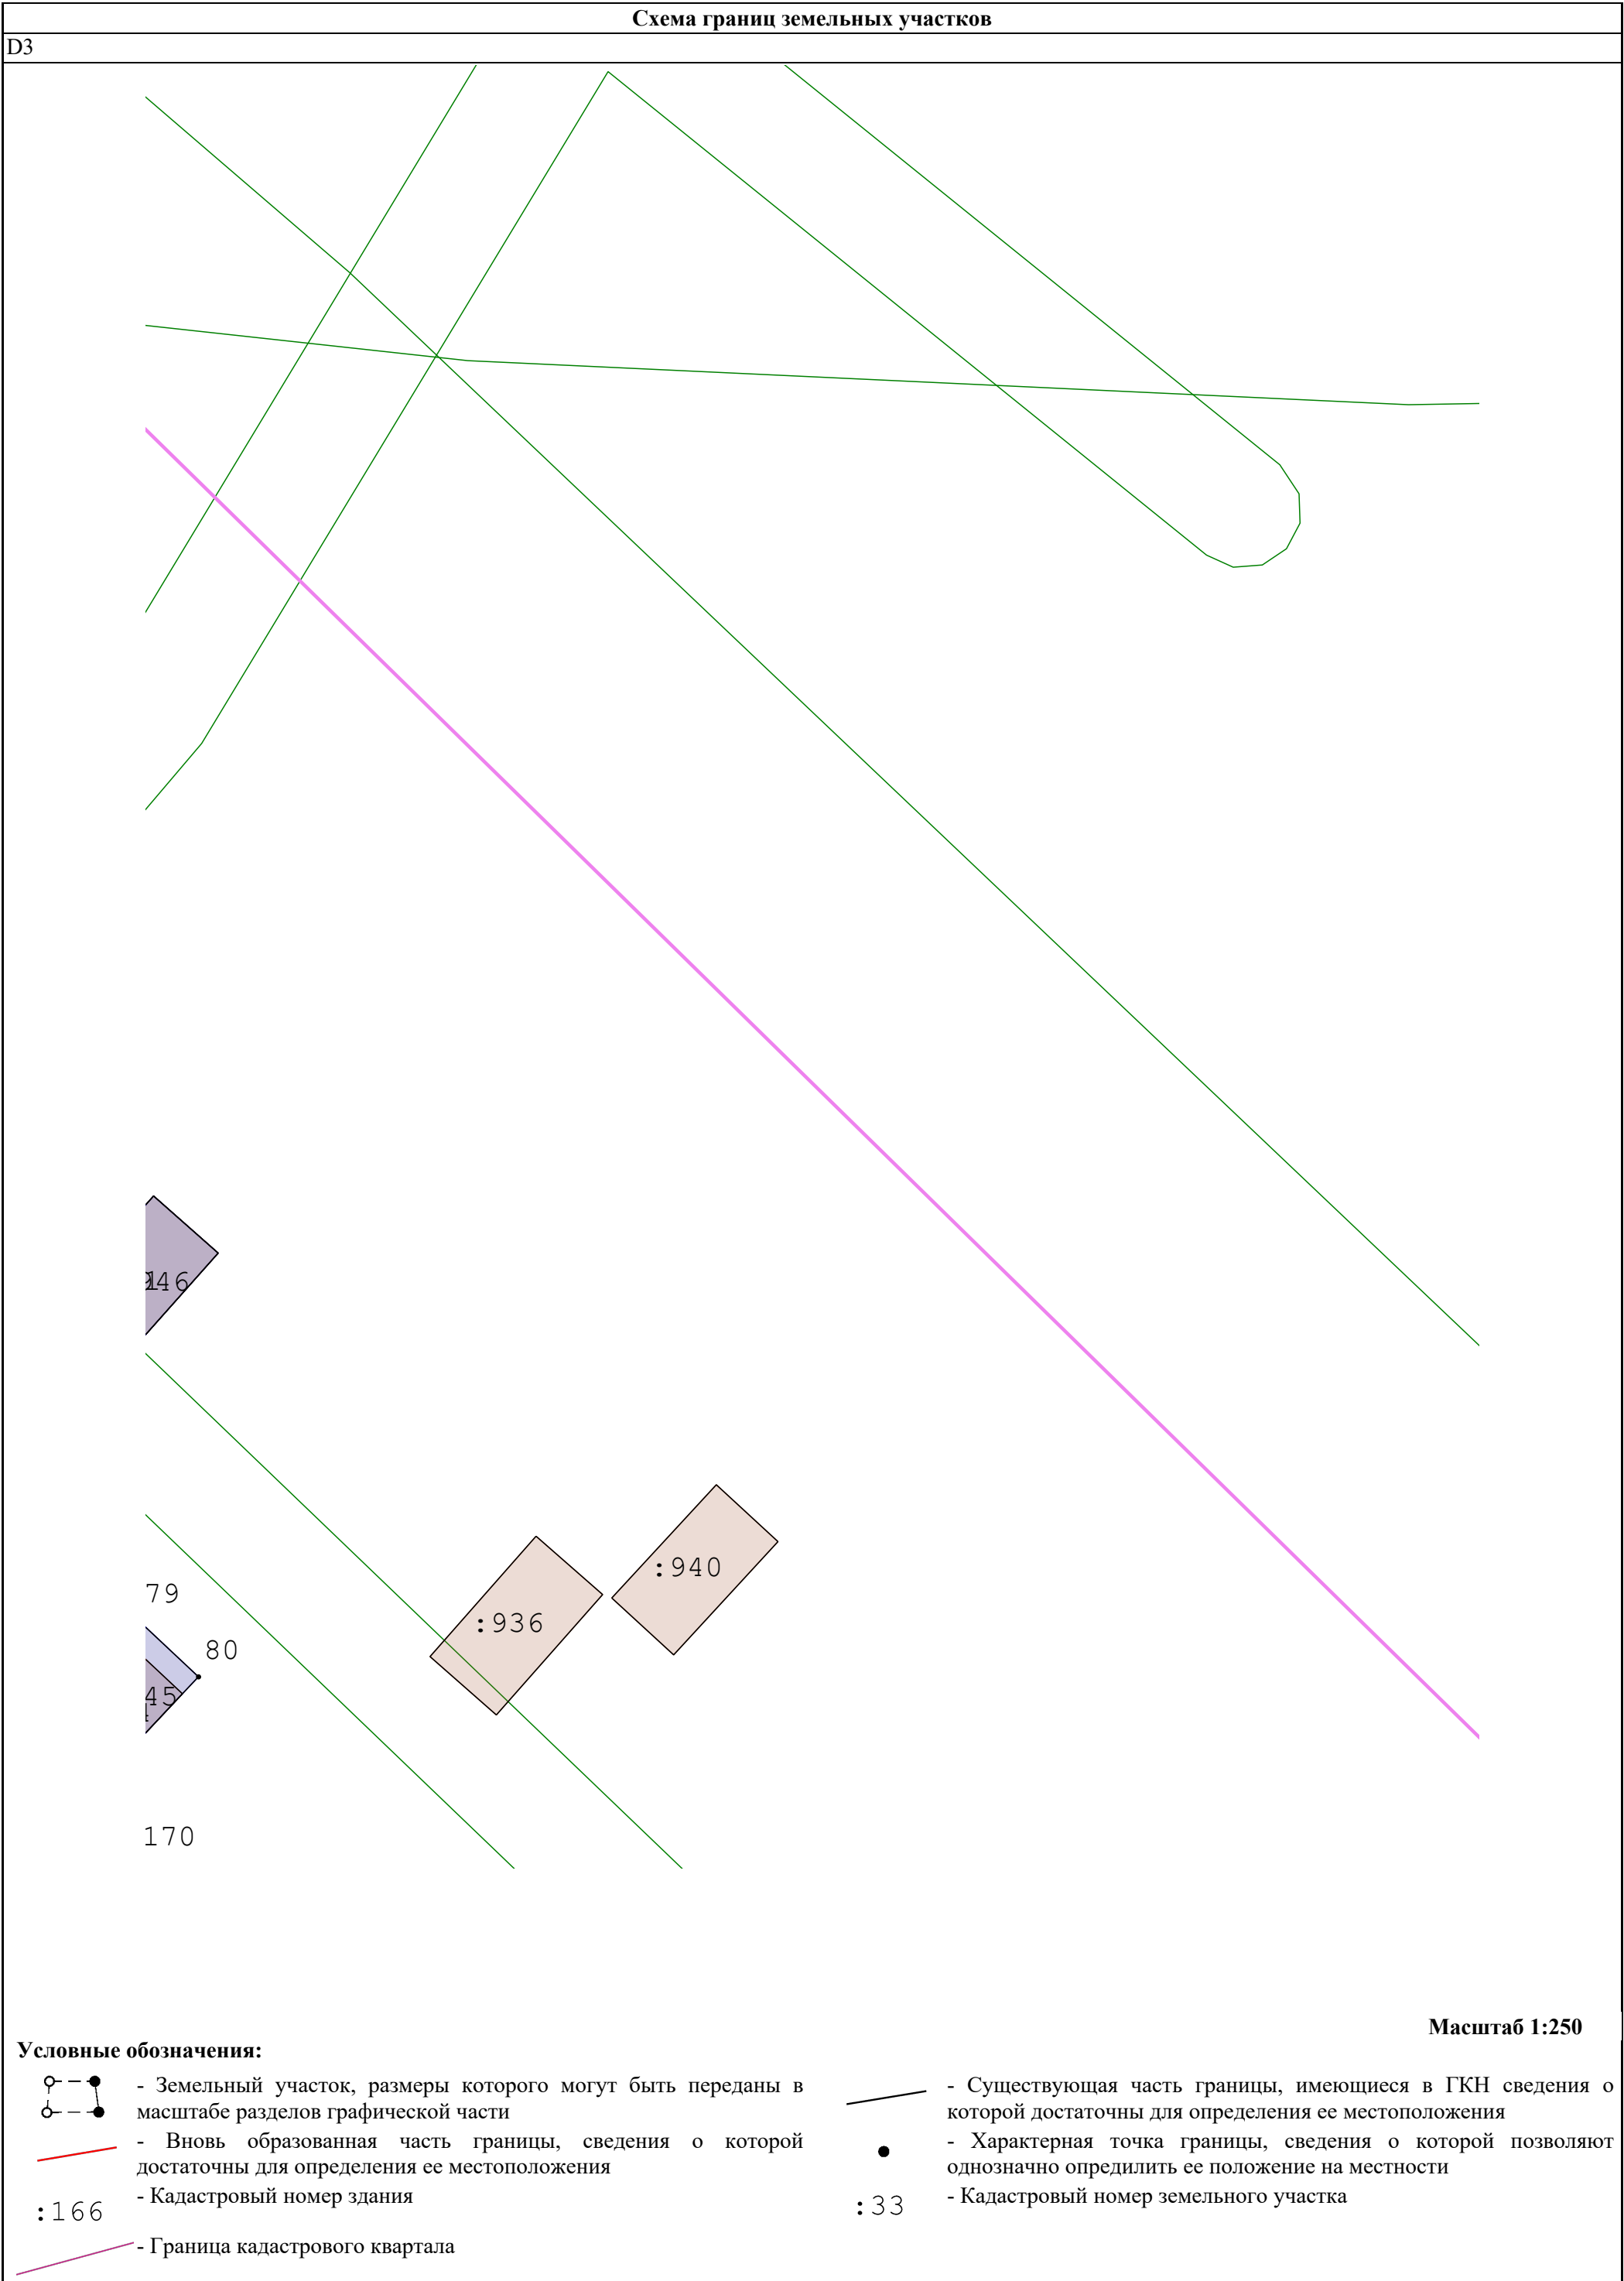 Схема границ земельных участков
D3
946
:940
:936
79
80
45
170
Масштаб 1:250
Условные обозначения:
- Земельный участок, размеры которого могут быть переданы в
масштабе разделов графической части
- Существующая часть границы, имеющиеся в ГКН сведения о
которой достаточны для определения ее местоположения
- Вновь образованная часть границы, сведения о которой
достаточны для определения ее местоположения
- Характерная точка границы, сведения о которой позволяют
однозначно опредилить ее положение на местности
:166
- Кадастровый номер здания
:33
- Кадастровый номер земельного участка
- Граница кадастрового квартала